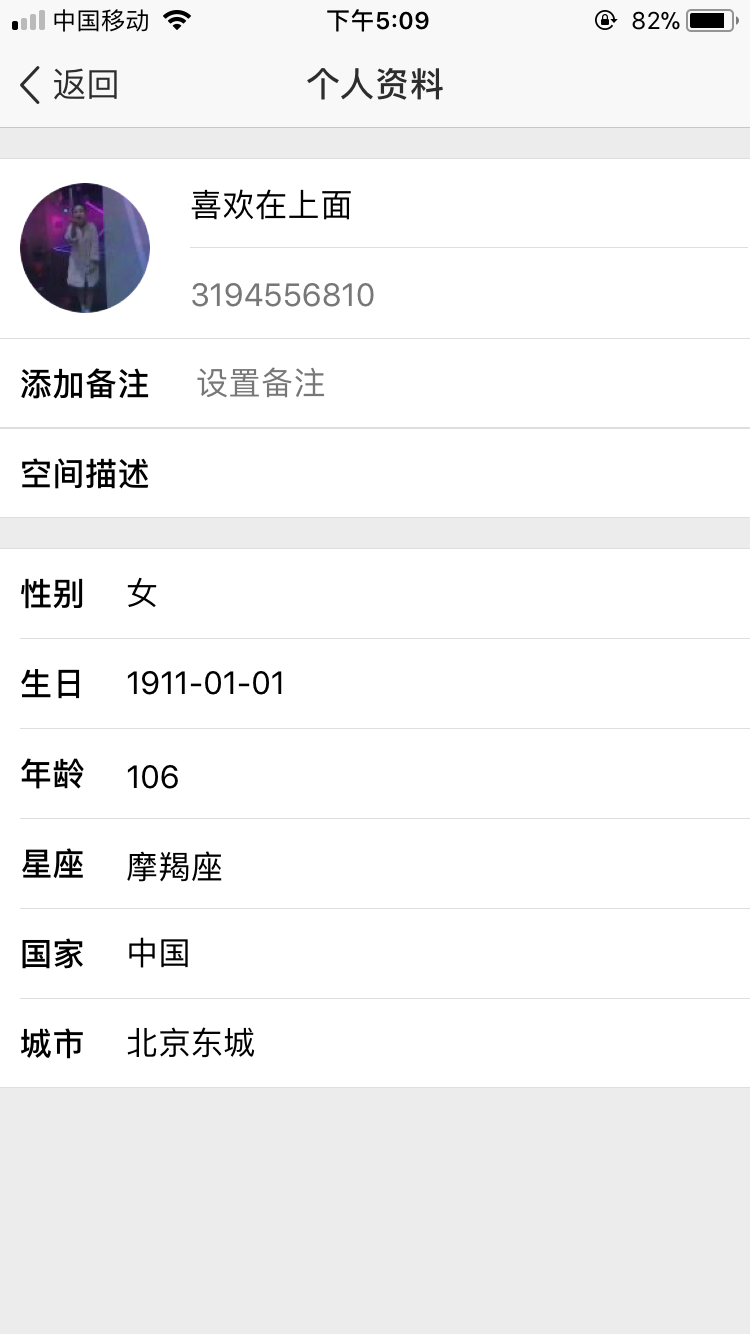 中国移动 下午5:09 82%
返回 个人资料
喜欢在上面
3194556810
添加备注 设置备注
空间描述
性别 女
生日 1911-01-01
年龄 106
星座 摩羯座
国家 中国
城市 北京东城